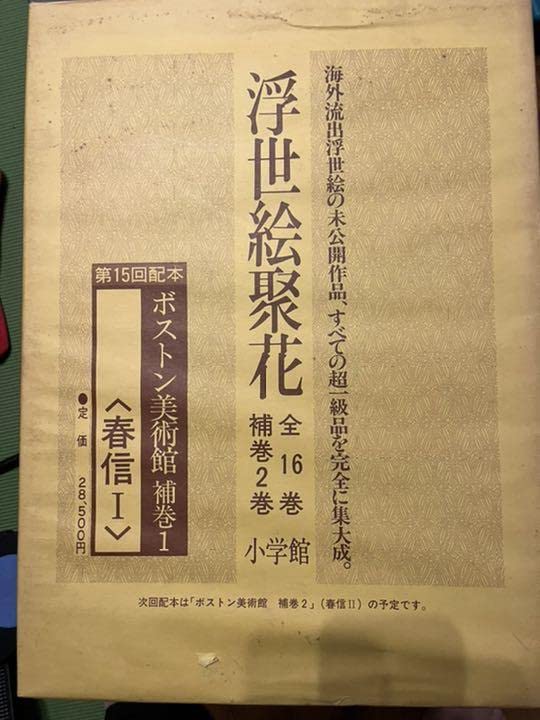 海外流出浮世絵の未公開作品、すべての超一級品を完全に集大成。
浮世絵聚花
全16巻
補巻2巻
小学館
第15回配本
ボストン美術館 補巻1
〈春信Ⅰ〉
●定価 28,500円
次回配本は「ボストン美術館 補巻2」(春信Ⅱ)の予定です。